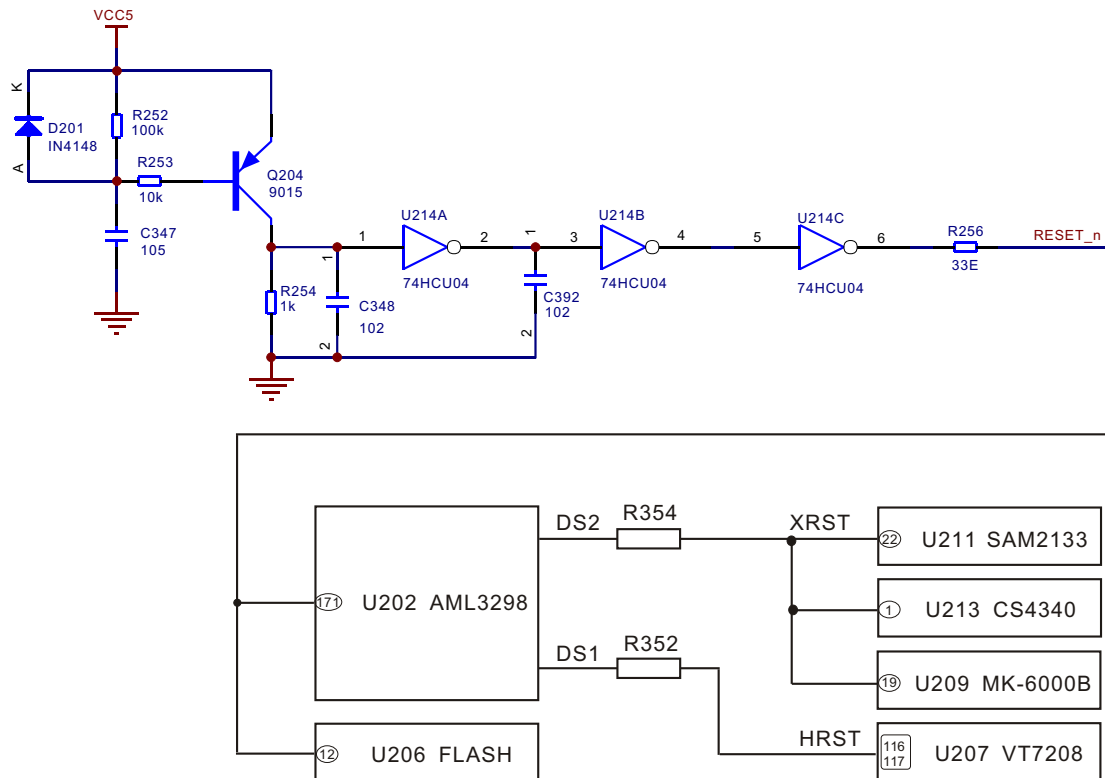 VCC5
K
D201
IN4148
A
R252
100k
R253
10k
C347
105
Q204
9015
R254
1k
1
C348
102
2
1
U214A
2
74HCU04
1
C392
102
2
3
U214B
4
74HCU04
5
U214C
6
74HCU04
R256
33E
RESET_n
171
U202 AML3298
DS2
R354
XRST
22
U211 SAM2133
1
U213 CS4340
DS1
R352
19
U209 MK-6000B
12
U206 FLASH
HRST
116
117
U207 VT7208